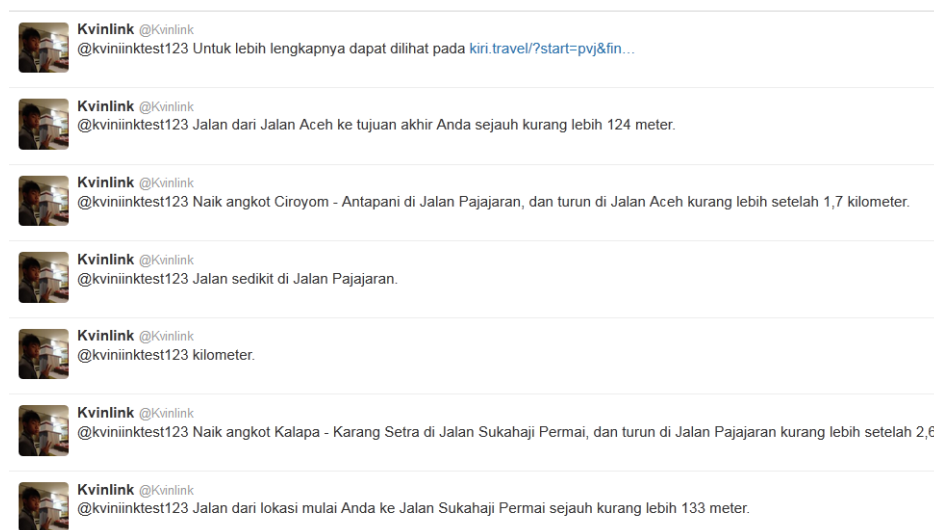 Kvinlink @Kvinlink
@kviniinktest123 Untuk lebih lengkapnya dapat dilihat pada kiri.travel/?start=pvj&fin...
Kvinlink @Kvinlink
@kviniinktest123 Jalan dari Jalan Aceh ke tujuan akhir Anda sejauh kurang lebih 124 meter.
Kvinlink @Kvinlink
@kviniinktest123 Naik angkot Ciroyom - Antapani di Jalan Pajajaran, dan turun di Jalan Aceh kurang lebih setelah 1,7 kilometer.
Kvinlink @Kvinlink
@kviniinktest123 Jalan sedikit di Jalan Pajajaran.
Kvinlink @Kvinlink
@kviniinktest123 kilometer.
Kvinlink @Kvinlink
@kviniinktest123 Naik angkot Kalapa - Karang Setra di Jalan Sukahaji Permai, dan turun di Jalan Pajajaran kurang lebih setelah 2,6
Kvinlink @Kvinlink
@kviniinktest123 Jalan dari lokasi mulai Anda ke Jalan Sukahaji Permai sejauh kurang lebih 133 meter.